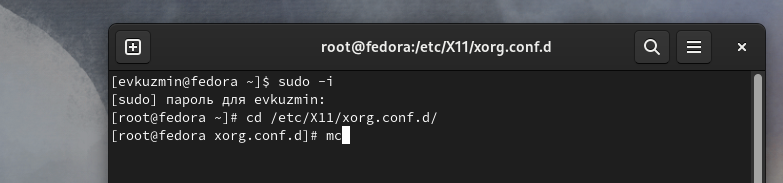 root@fedora:/etc/X11/xorg.conf.d
[evkuzmin@fedora ~]$ sudo -i
[sudo] пароль для evkuzmin:
[root@fedora ~]# cd /etc/X11/xorg.conf.d/
[root@fedora xorg.conf.d]# mc